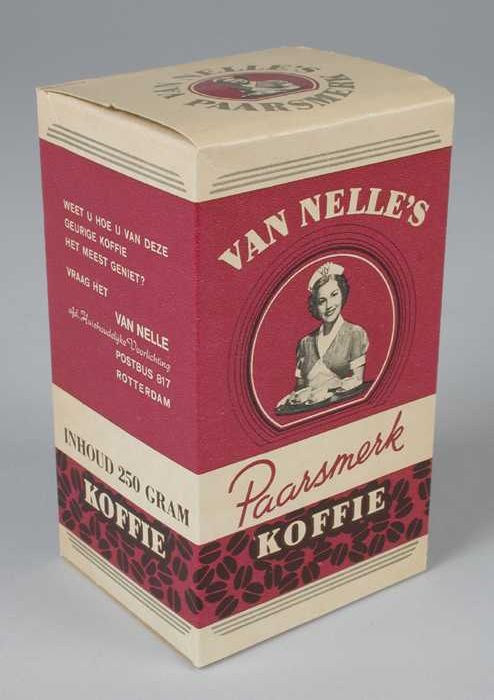 VAN NELLE'S
PAARSMERK
WEET U HOE U VAN DEZE
GEURIGE KOFFIE
HET MEEST GENIET?
VRAAG HET
VAN NELLE
afd. Huishoudelijke Voorlichting
POSTBUS 817
ROTTERDAM
INHOUD 250 GRAM
KOFFIE
VAN NELLE'S
Paarsmerk
KOFFIE